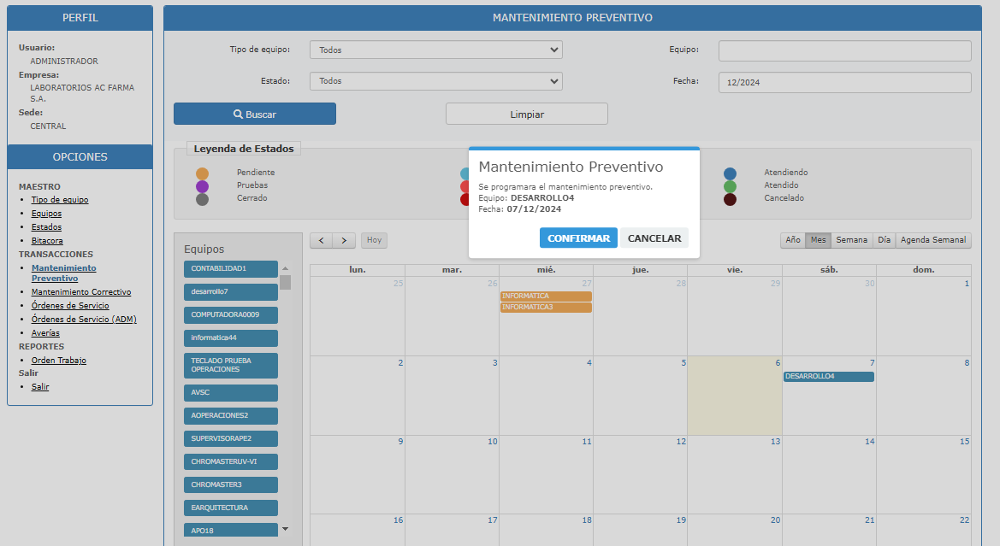 PERFIL
Usuario:
ADMINISTRADOR
Empresa:
LABORATORIOS AC FARMA
S.A.
Sede:
CENTRAL
OPCIONES
MAESTRO
Tipo de equipo
Equipos
Estados
Bitacora
TRANSACCIONES
Mantenimiento
Preventivo
Mantenimiento Correctivo
Órdenes de Servicio
Órdenes de Servicio (ADM)
Averías
REPORTES
Orden Trabajo
Salir
Salir
MANTENIMIENTO PREVENTIVO
Tipo de equipo: Todos Equipo:
Estado: Todos Fecha: 12/2024
Buscar Limpiar
Leyenda de Estados
Pendiente Atendiendo
Pruebas Atendido
Cerrado Cancelado
Mantenimiento Preventivo
Se programara el mantenimiento preventivo.
Equipo: DESARROLLO4
Fecha: 07/12/2024
CONFIRMAR CANCELAR
Equipos
CONTABILIDAD1
desarrollo7
COMPUTADORA0009
informatica44
TECLADO PRUEBA
OPERACIONES
AVSC
AOPERACIONES2
SUPERVISORAPE2
CHROMASTERUV-VI
CHROMASTER3
EARQUITECTURA
APO18
< > Hoy Año Mes Semana Día Agenda Semanal
lun. mar. mié. jue. vie. sáb. dom.
25 26 27 28 29 30 1
INFORMATICA
INFORMATICA3
2 3 4 5 6 7 8
DESARROLLO4
9 10 11 12 13 14 15
16 17 18 19 20 21 22